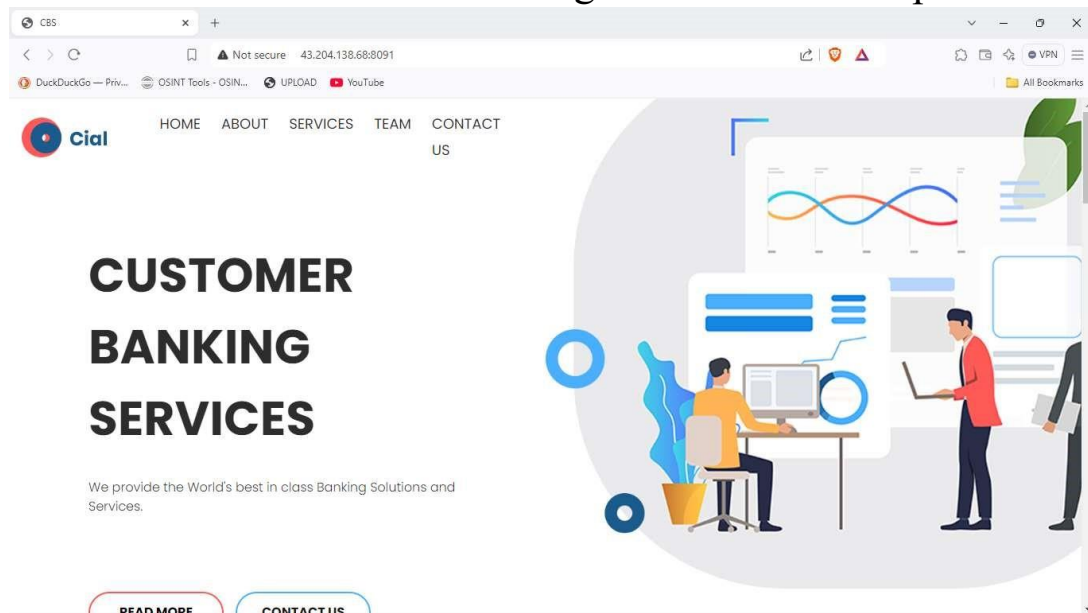 CBS
Not secure 43.204.138.68:8091
VPN
DuckDuckGo — Priv... OSINT Tools - OSIN... UPLOAD YouTube All Bookmarks
Cial HOME ABOUT SERVICES TEAM CONTACT
US
CUSTOMER
BANKING
SERVICES
We provide the World's best in class Banking Solutions and
Services.
READ MORE CONTACT US